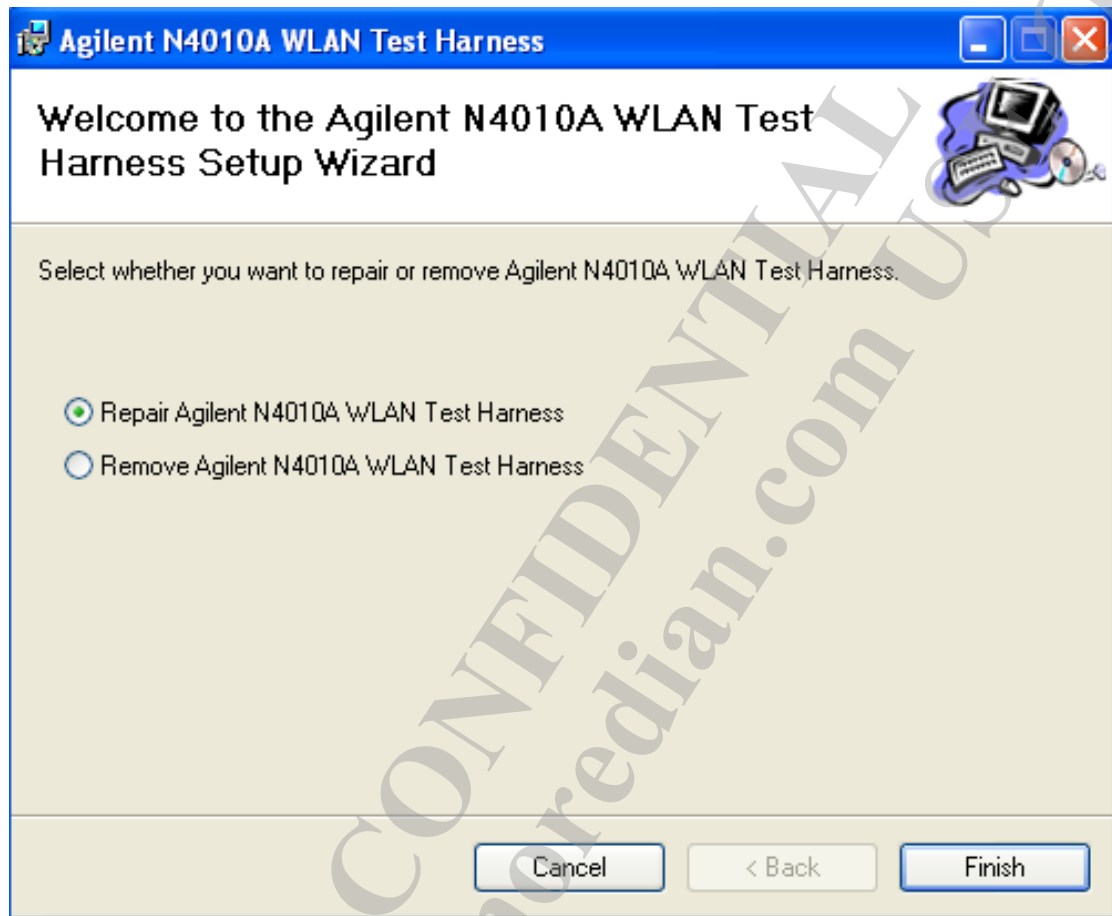 Agilent N4010A WLAN Test Harness
Welcome to the Agilent N4010A WLAN Test
Harness Setup Wizard
Select whether you want to repair or remove Agilent N4010A WLAN Test Harness.
Repair Agilent N4010A WLAN Test Harness
Remove Agilent N4010A WLAN Test Harness
Cancel
< Back
Finish
CONFIDENTIAL